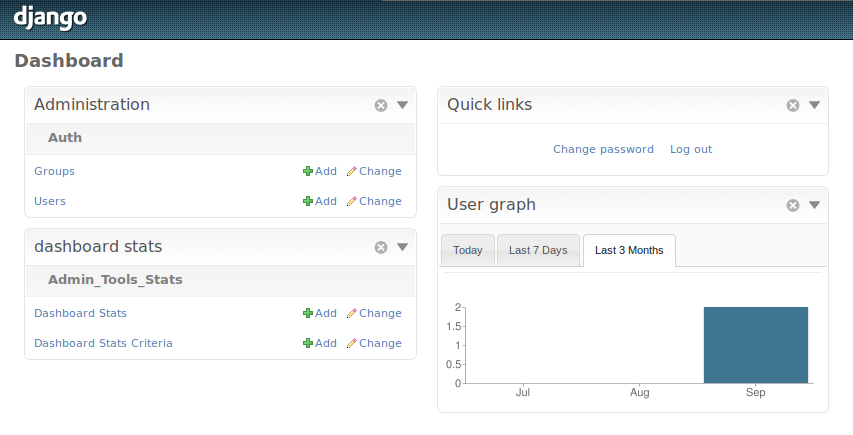 django
Dashboard
Administration
Auth
Groups Add Change
Users Add Change
dashboard stats
Admin_Tools_Stats
Dashboard Stats Add Change
Dashboard Stats Criteria Add Change
Quick links
Change password Log out
User graph
Today Last 7 Days Last 3 Months
2
1.5
1
0.5
0
Jul Aug Sep